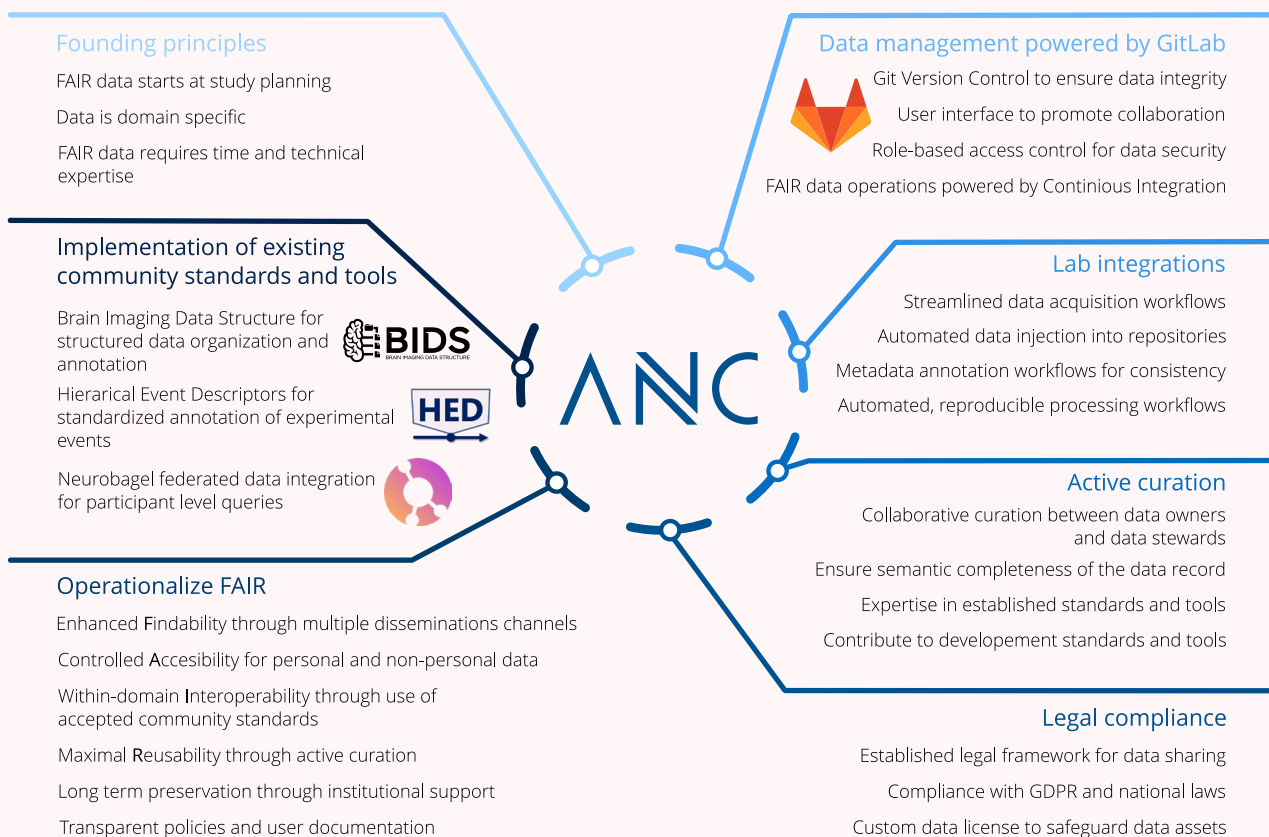 Founding principles
FAIR data starts at study planning
Data is domain specific
FAIR data requires time and technical
expertise
Implementation of existing
community standards and tools
Brain Imaging Data Structure for
structured data organization and
annotation
BIDS
BRAIN IMAGING DATA STRUCTURE
Hierarical Event Descriptors for
standardized annotation of experimental
events
HED
Neurobagel federated data integration
for participant level queries
Operationalize FAIR
Enhanced Findability through multiple disseminations channels
Controlled Accesibility for personal and non-personal data
Within-domain Interoperability through use of
accepted community standards
Maximal Reusability through active curation
Long term preservation through institutional support
Transparent policies and user documentation
ANC
Data management powered by GitLab
Git Version Control to ensure data integrity
User interface to promote collaboration
Role-based access control for data security
FAIR data operations powered by Continious Integration
Lab integrations
Streamlined data acquisition workflows
Automated data injection into repositories
Metadata annotation workflows for consistency
Automated, reproducible processing workflows
Active curation
Collaborative curation between data owners
and data stewards
Ensure semantic completeness of the data record
Expertise in established standards and tools
Contribute to developement standards and tools
Legal compliance
Established legal framework for data sharing
Compliance with GDPR and national laws
Custom data license to safeguard data assets